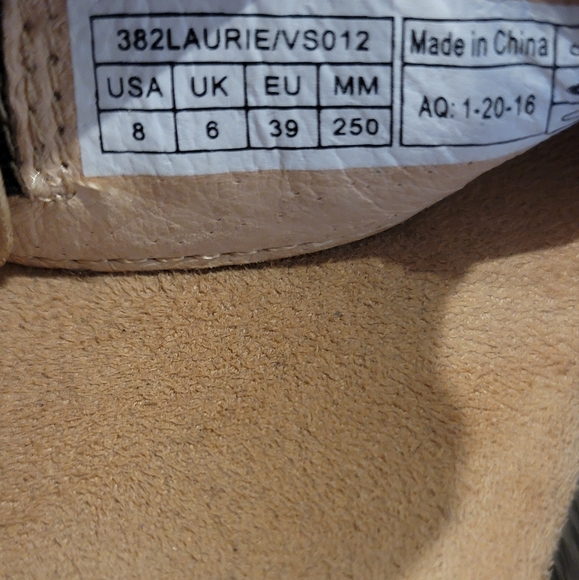 382LAURIE/VS012
USA UK EU MM
8 6 39 250
Made in China
AQ: 1-20-16